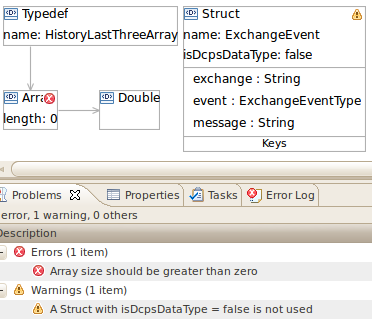 Typedef
name: HistoryLastThreeArray
Arra
length: 0
Double
Struct
name: ExchangeEvent
isDcpsDataType: false
exchange : String
event : ExchangeEventType
message : String
Keys
Problems Properties Tasks Error Log
error, 1 warning, 0 others
Description
Errors (1 item)
Array size should be greater than zero
Warnings (1 item)
A Struct with isDcpsDataType = false is not used